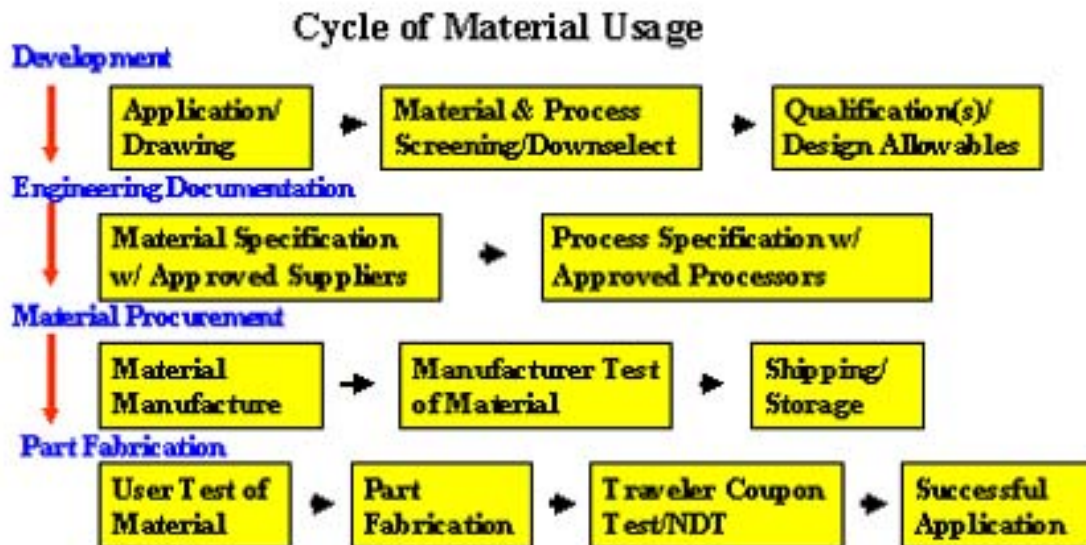 Cycle of Material Usage
Development
Application/
Drawing
Material & Process
Screening/Downselect
Qualification(s)/
Design Allowables
Engineering Documentation
Material Specification
w/ Approved Suppliers
Process Specification w/
Approved Processors
Material Procurement
Material
Manufacture
Manufacturer Test
of Material
Shipping/
Storage
Part Fabrication
User Test of
Material
Part
Fabrication
Traveler Coupon
Test/NDT
Successful
Application